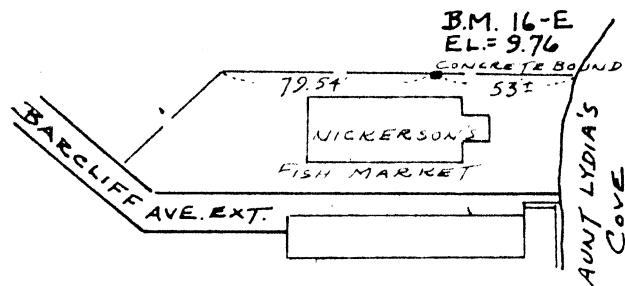 B.M. 16-E
EL.= 9.76
CONCRETE BOUND
79.54
53±
NICKERSON'S
FISH MARKET
BARCLIFF AVE. EXT.
AUNT LYDIA'S
COVE